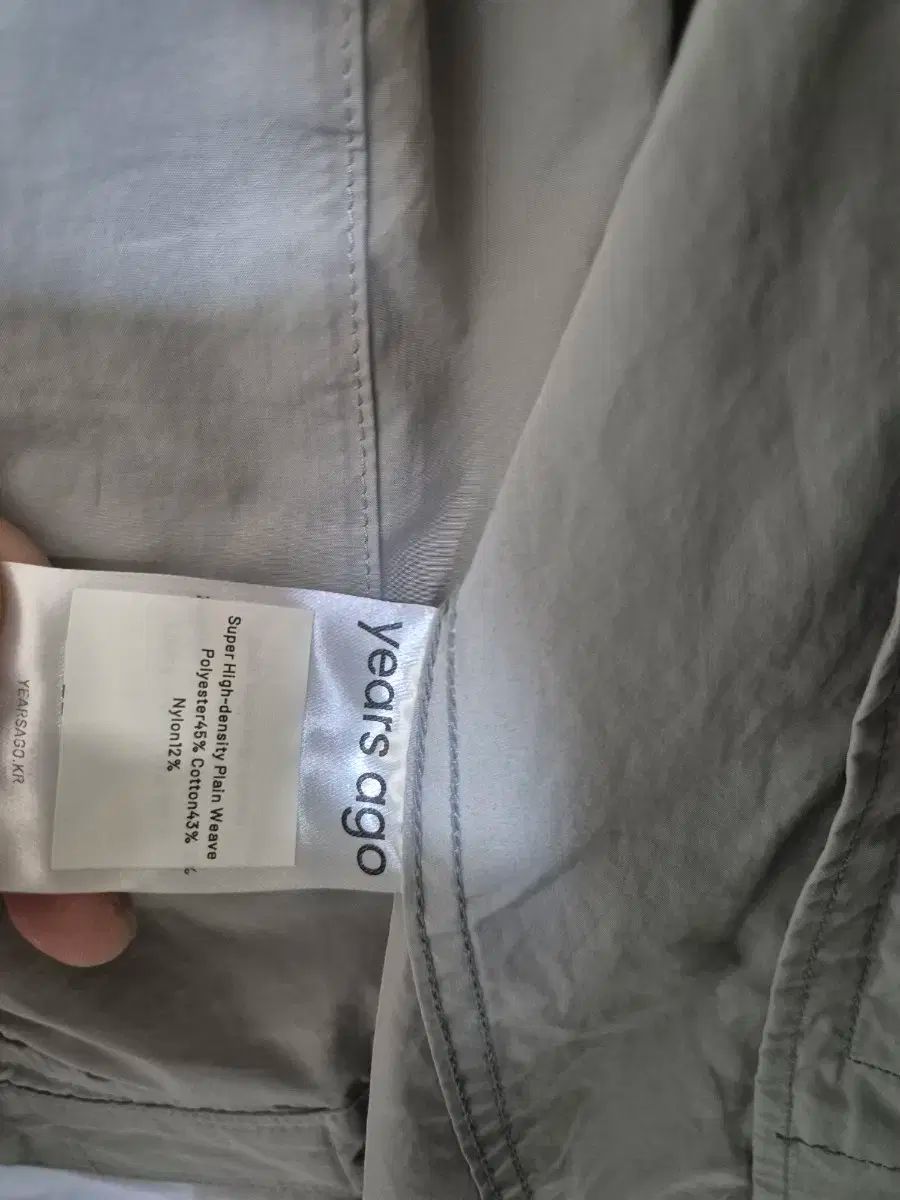 years ago
Super High-density Plain Weave
Polyester45% Cotton43%
Nylon12%
YEARSAGO.KR